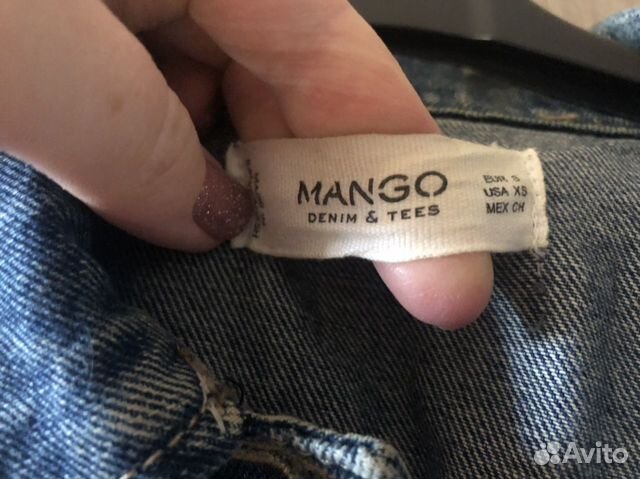 MANGO
DENIM & TEES
EUR S
USA XS
MEX CH
Avito